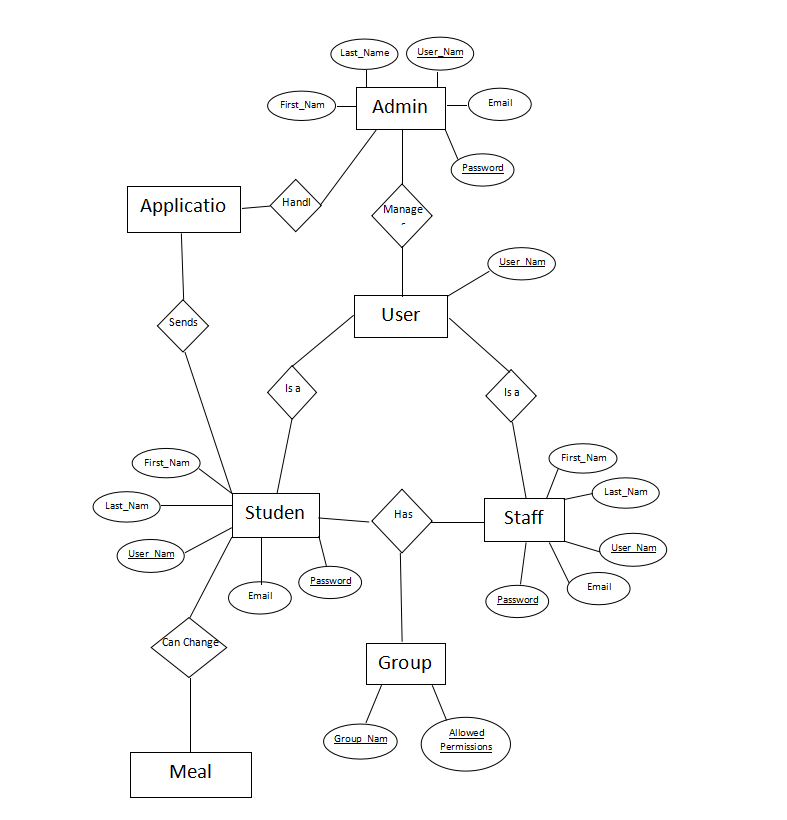 Last_Name
User_Nam
First_Nam
Admin
Email
Password
Applicatio
Handl
Manage
User_Nam
User
Sends
Is a
Is a
First_Nam
First_Nam
Last_Nam
Last_Nam
Studen
Has
Staff
User_Nam
User_Nam
Email
Password
Password
Email
Can Change
Group
Group_Nam
Allowed
Permissions
Meal